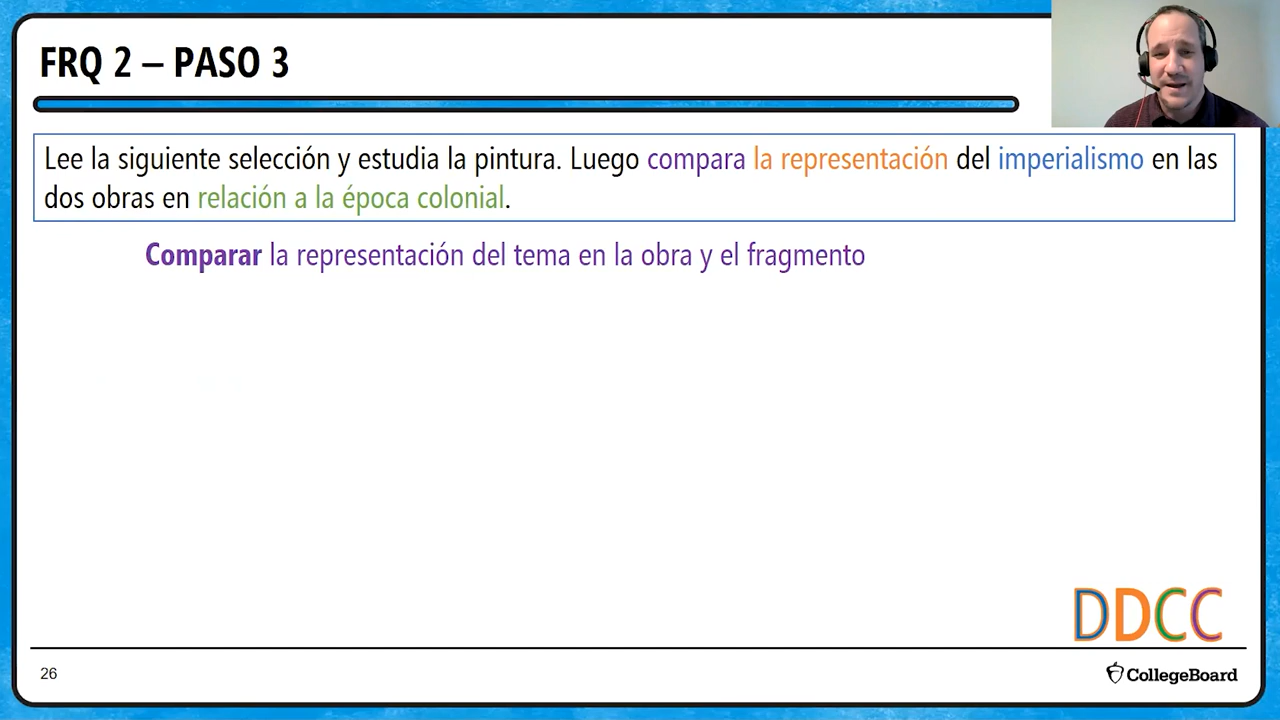 FRQ 2 – PASO 3
Lee la siguiente selección y estudia la pintura. Luego compara la representación del imperialismo en las
dos obras en relación a la época colonial.
Comparar la representación del tema en la obra y el fragmento
DDCC
26
CollegeBoard